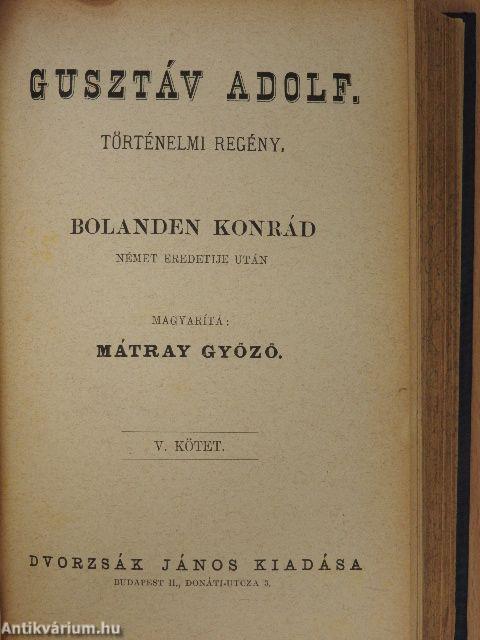 GUSZTÁV ADOLF.
TÖRTÉNELMI REGÉNY.
BOLANDEN KONRÁD
NÉMET EREDETIJE UTÁN
MAGYARÍTÁ:
MÁTRAY GYŐZŐ.
V. KÖTET.
DVORZSÁK JÁNOS KIADÁSA
BUDAPEST II., DONÁTI-UTCZA 3.
Antikvárium.hu